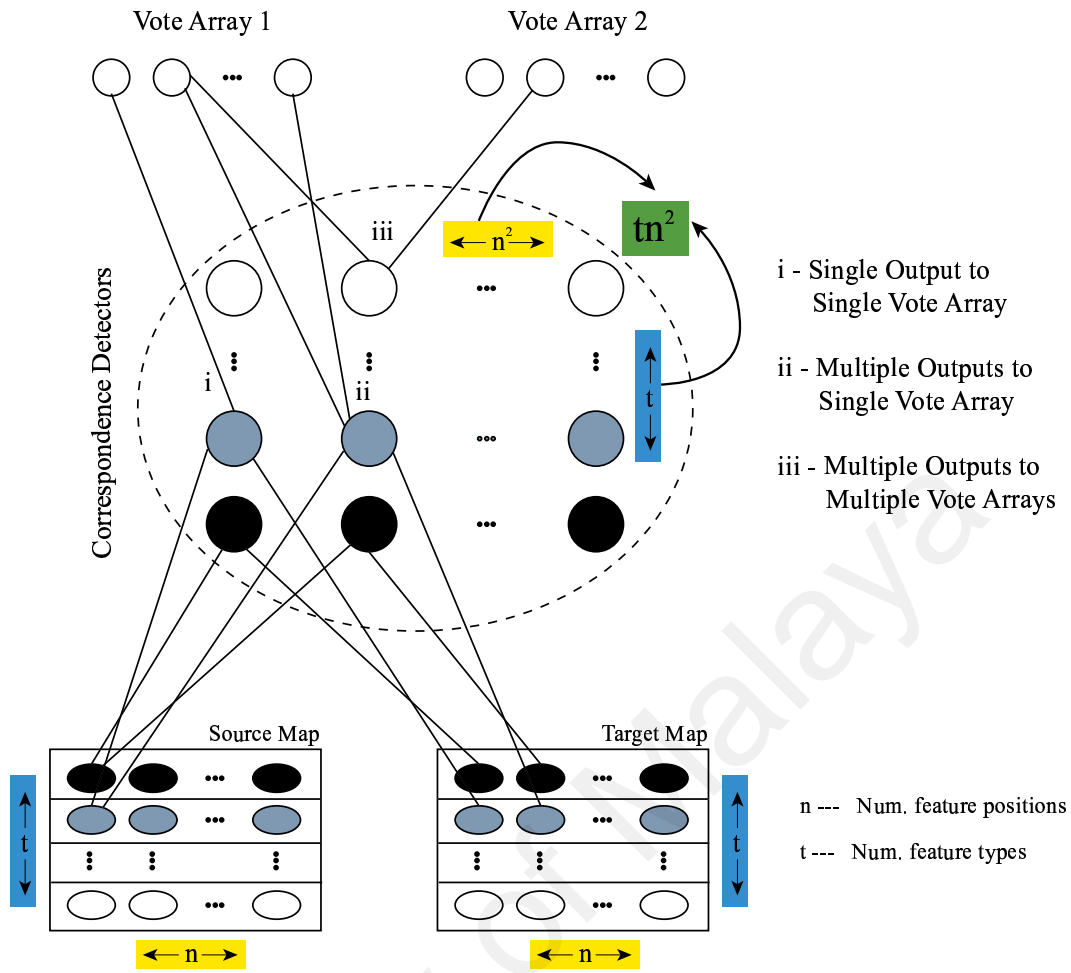 Vote Array 1
Vote Array 2
iii
n²
tn²
i
ii
t
Correspondence Detectors
i - Single Output to
Single Vote Array
ii - Multiple Outputs to
Single Vote Array
iii - Multiple Outputs to
Multiple Vote Arrays
Source Map
Target Map
t
t
n
n
n --- Num. feature positions
t --- Num. feature types
of Malaya